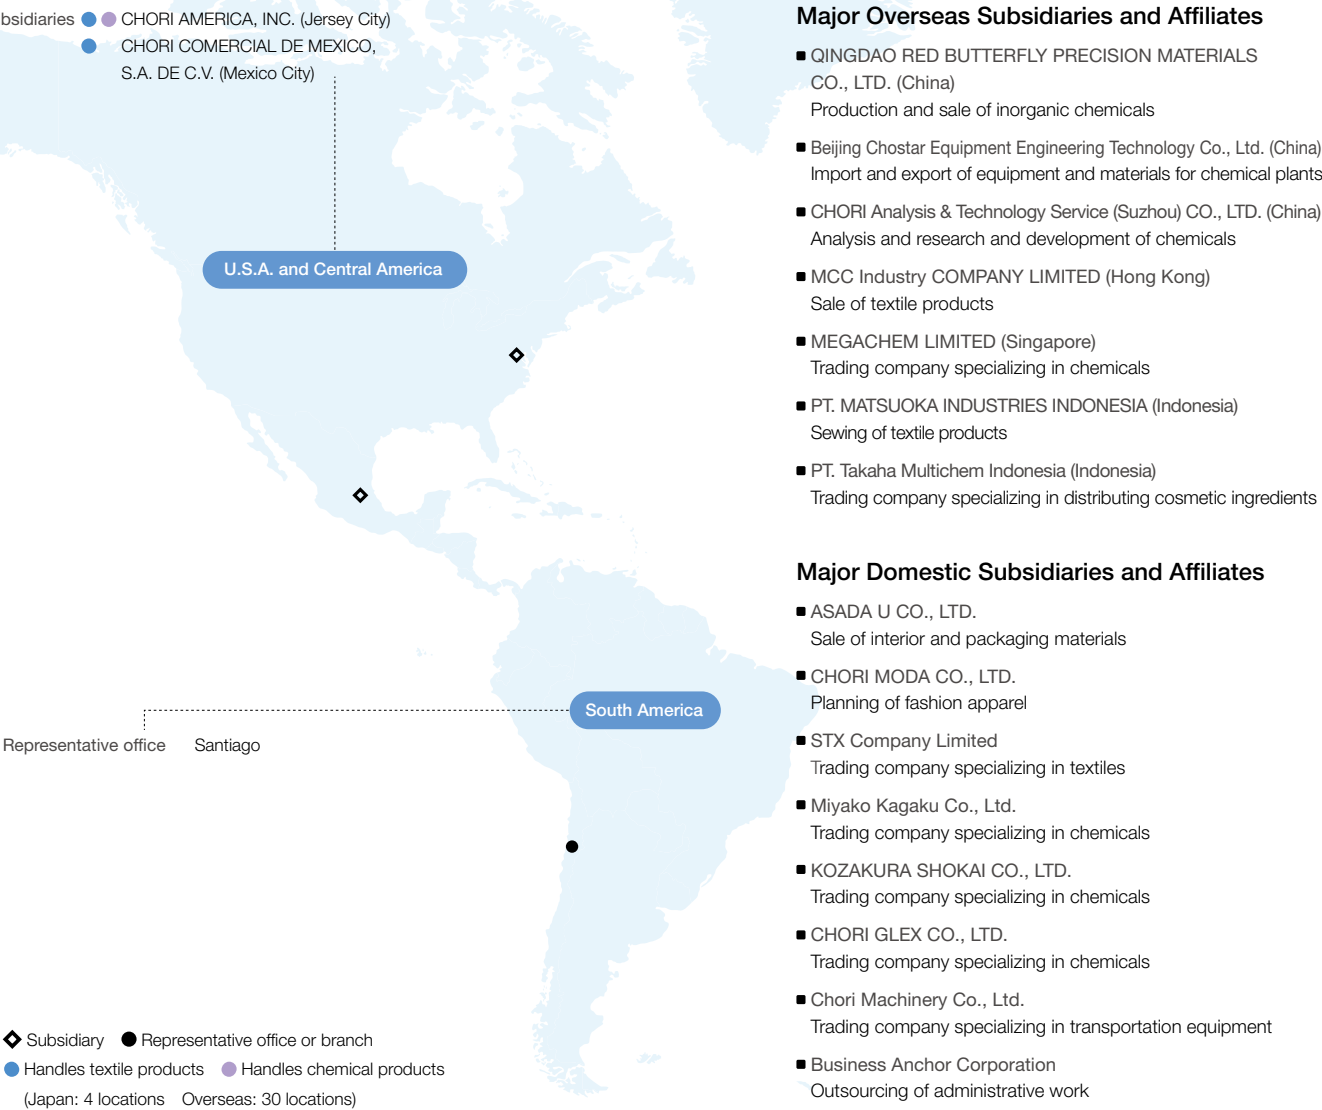 bsidiaries CHORI AMERICA, INC. (Jersey City)
CHORI COMERCIAL DE MEXICO,
S.A. DE C.V. (Mexico City)
U.S.A. and Central America
South America
Representative office Santiago
Subsidiary Representative office or branch
Handles textile products Handles chemical products
(Japan: 4 locations Overseas: 30 locations)
Major Overseas Subsidiaries and Affiliates
QINGDAO RED BUTTERFLY PRECISION MATERIALS
CO., LTD. (China)
Production and sale of inorganic chemicals
Beijing Chostar Equipment Engineering Technology Co., Ltd. (China)
Import and export of equipment and materials for chemical plants
CHORI Analysis & Technology Service (Suzhou) CO., LTD. (China)
Analysis and research and development of chemicals
MCC Industry COMPANY LIMITED (Hong Kong)
Sale of textile products
MEGACHEM LIMITED (Singapore)
Trading company specializing in chemicals
PT. MATSUOKA INDUSTRIES INDONESIA (Indonesia)
Sewing of textile products
PT. Takaha Multichem Indonesia (Indonesia)
Trading company specializing in distributing cosmetic ingredients
Major Domestic Subsidiaries and Affiliates
ASADA U CO., LTD.
Sale of interior and packaging materials
CHORI MODA CO., LTD.
Planning of fashion apparel
STX Company Limited
Trading company specializing in textiles
Miyako Kagaku Co., Ltd.
Trading company specializing in chemicals
KOZAKURA SHOKAI CO., LTD.
Trading company specializing in chemicals
CHORI GLEX CO., LTD.
Trading company specializing in chemicals
Chori Machinery Co., Ltd.
Trading company specializing in transportation equipment
Business Anchor Corporation
Outsourcing of administrative work